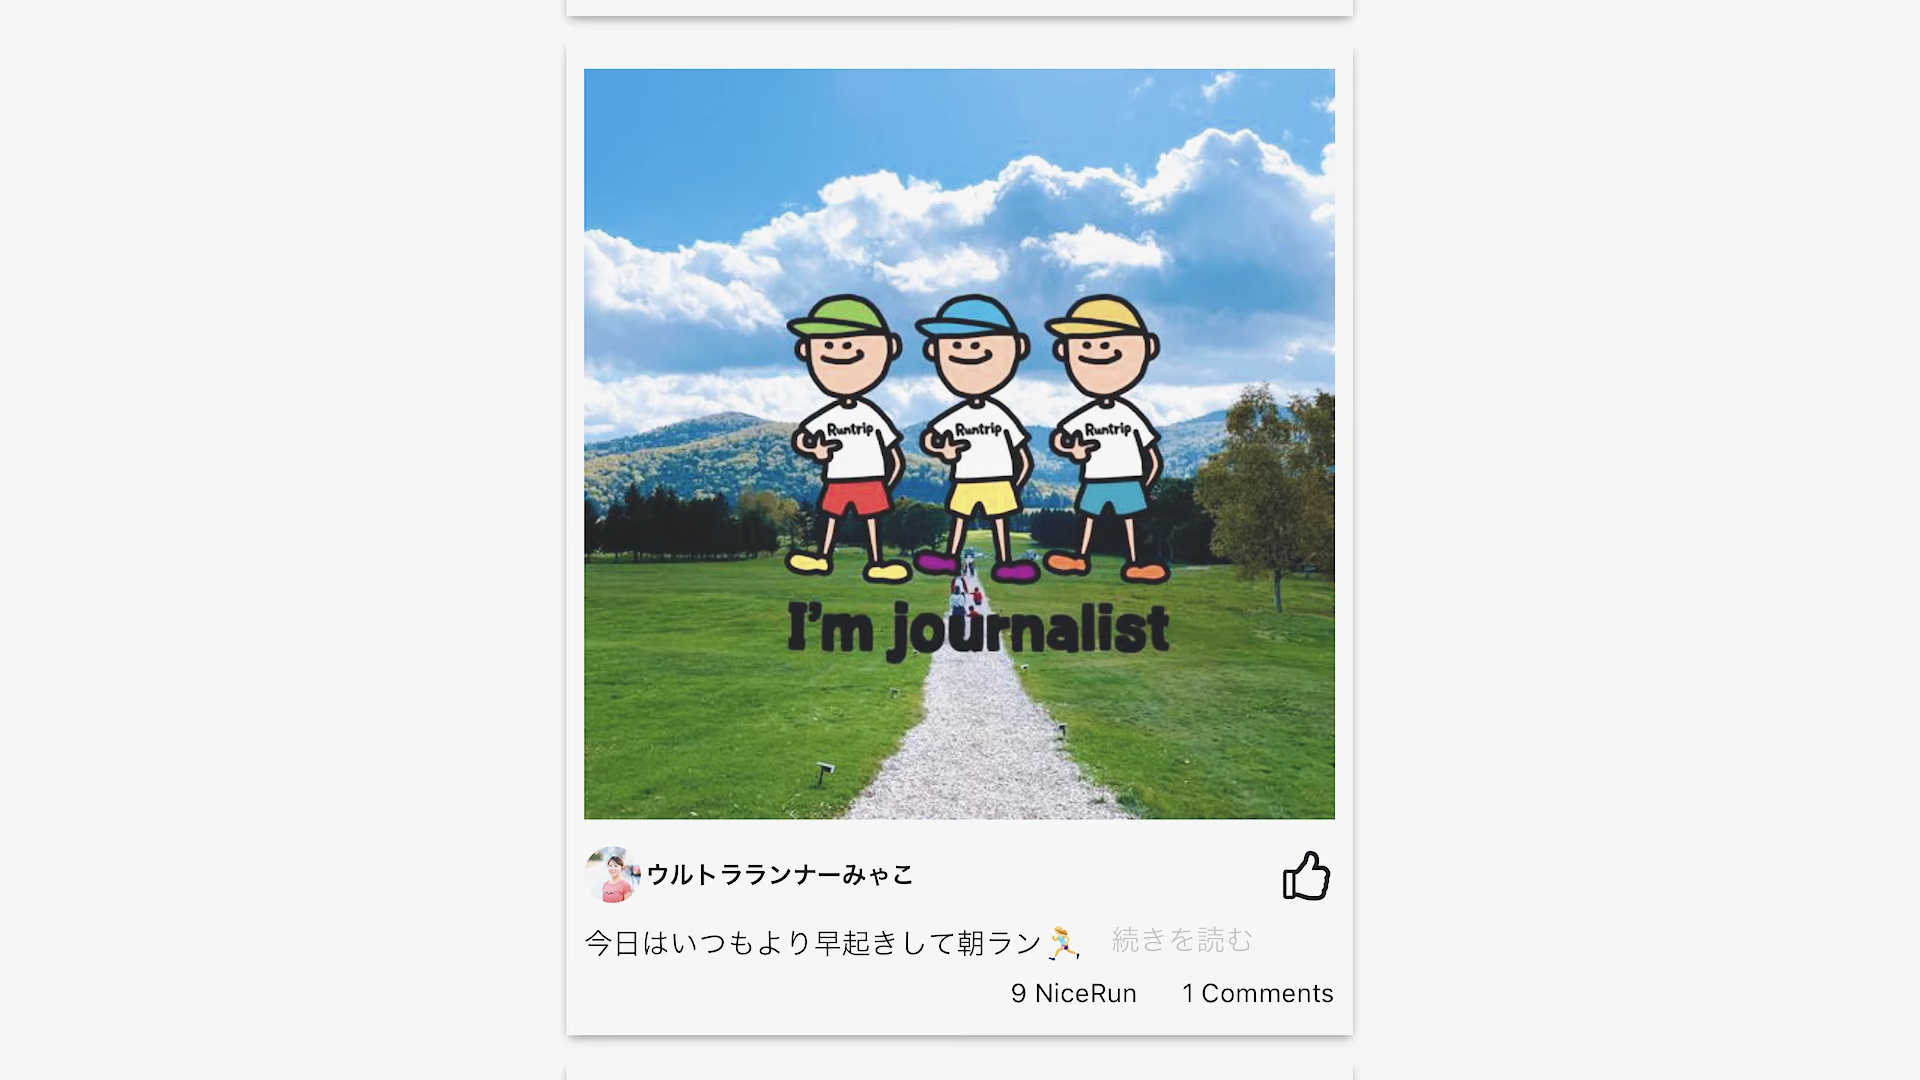 Runtrip Runtrip Runtrip
I'm journalist
ウルトラランナーみゃこ
今日はいつもより早起きして朝ラン🏃‍♀️, 続きを読む
9 NiceRun 1 Comments